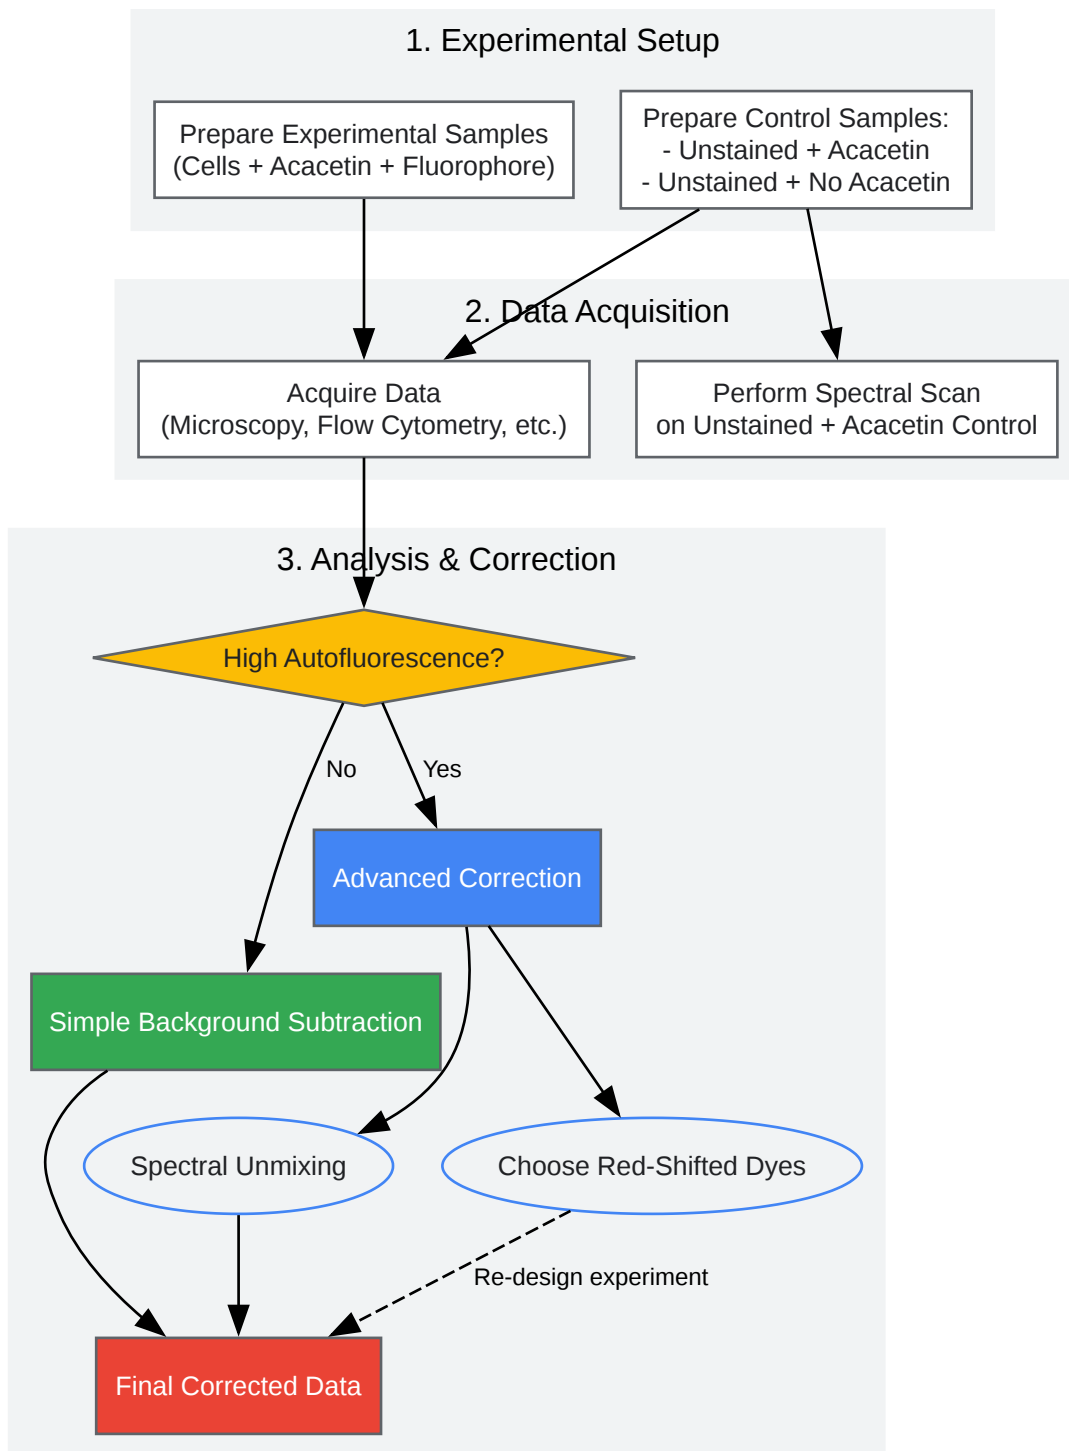 1. Experimental Setup
Prepare Experimental Samples
(Cells + Acacetin + Fluorophore)
Prepare Control Samples:
- Unstained + Acacetin
- Unstained + No Acacetin
2. Data Acquisition
Acquire Data
(Microscopy, Flow Cytometry, etc.)
Perform Spectral Scan
on Unstained + Acacetin Control
3. Analysis & Correction
High Autofluorescence?
No
Yes
Advanced Correction
Simple Background Subtraction
Spectral Unmixing
Choose Red-Shifted Dyes
Re-design experiment
Final Corrected Data